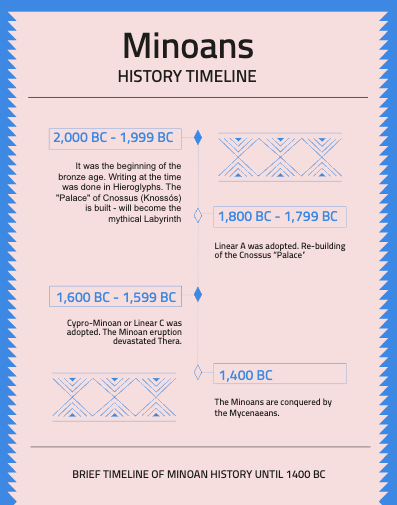 Minoans
HISTORY TIMELINE
2,000 BC - 1,999 BC
It was the beginning of the
bronze age. Writing at the time
was done in Hieroglyphs. The
"Palace" of Cnossus (Knossós)
is built - will become the
mythical Labyrinth
1,800 BC - 1,799 BC
Linear A was adopted. Re-building
of the Cnossus "Palace"
1,600 BC - 1,599 BC
Cypro-Minoan or Linear C was
adopted. The Minoan eruption
devastated Thera.
1,400 BC
The Minoans are conquered by
the Mycenaeans.
BRIEF TIMELINE OF MINOAN HISTORY UNTIL 1400 BC